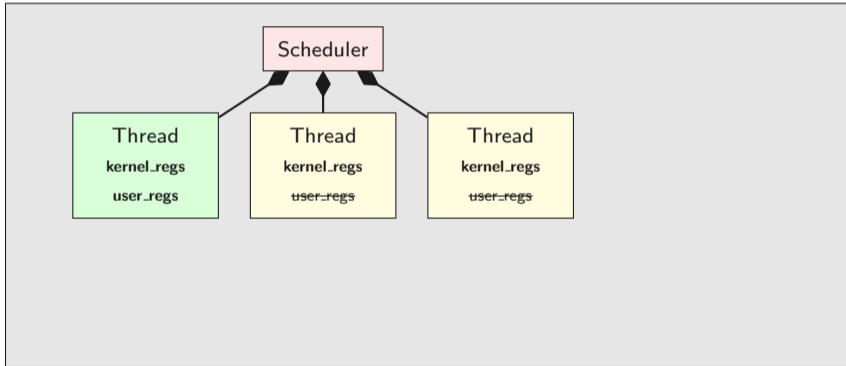 Scheduler
Thread
kernel_regs
user_regs
Thread
kernel_regs
user_regs
Thread
kernel_regs
user_regs